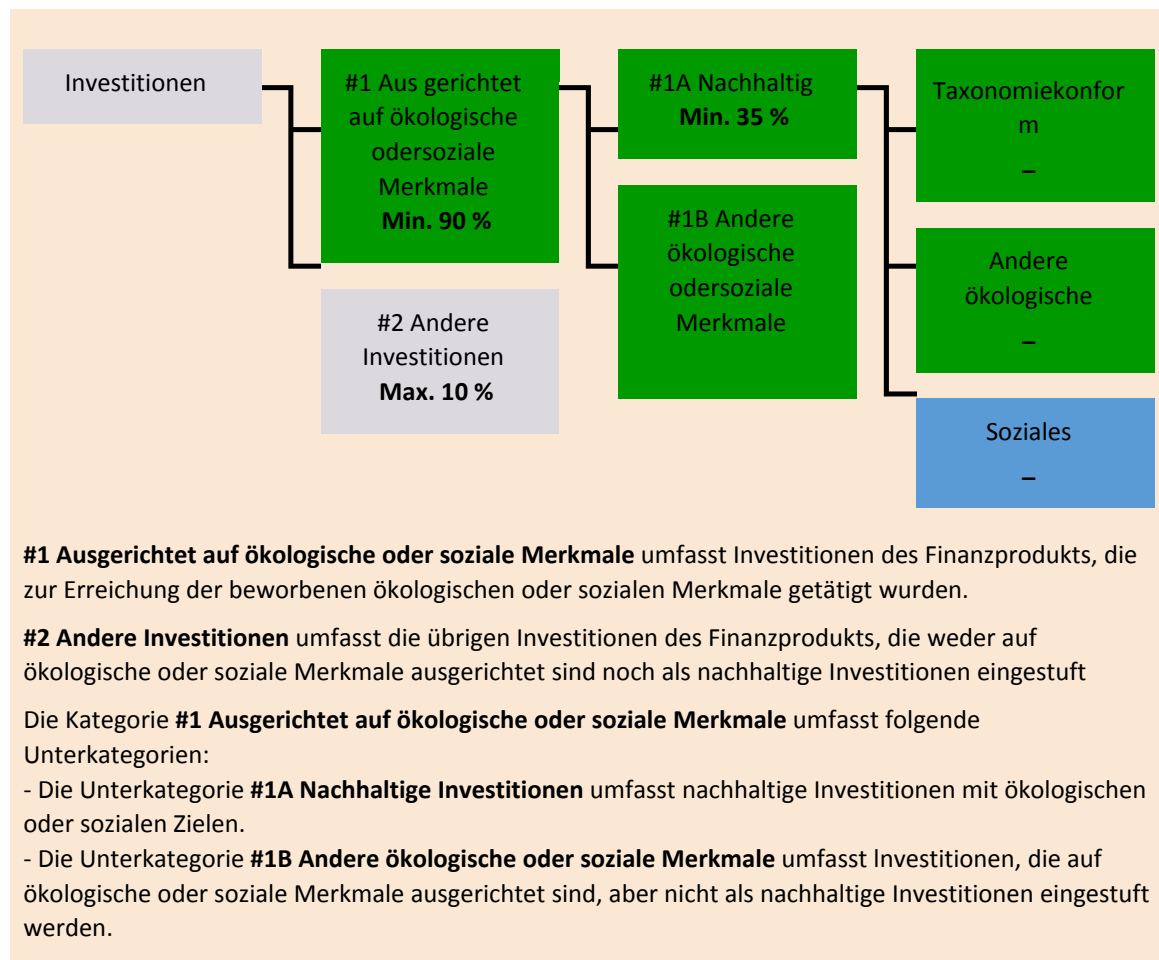 Investitionen
#1 Aus gerichtet
auf ökologische
odersoziale
Merkmale
Min. 90 %
#2 Andere
Investitionen
Max. 10 %
#1A Nachhaltig
Min. 35 %
#1B Andere
ökologische
odersoziale
Merkmale
Taxonomiekonfor
m
–
Andere
ökologische
–
Soziales
–
#1 Ausgerichtet auf ökologische oder soziale Merkmale umfasst Investitionen des Finanzprodukts, die
zur Erreichung der beworbenen ökologischen oder sozialen Merkmale getätigt wurden.
#2 Andere Investitionen umfasst die übrigen Investitionen des Finanzprodukts, die weder auf
ökologische oder soziale Merkmale ausgerichtet sind noch als nachhaltige Investitionen eingestuft
Die Kategorie #1 Ausgerichtet auf ökologische oder soziale Merkmale umfasst folgende
Unterkategorien:
- Die Unterkategorie #1A Nachhaltige Investitionen umfasst nachhaltige Investitionen mit ökologischen
oder sozialen Zielen.
- Die Unterkategorie #1B Andere ökologische oder soziale Merkmale umfasst lnvestitionen, die auf
ökologische oder soziale Merkmale ausgerichtet sind, aber nicht als nachhaltige Investitionen eingestuft
werden.